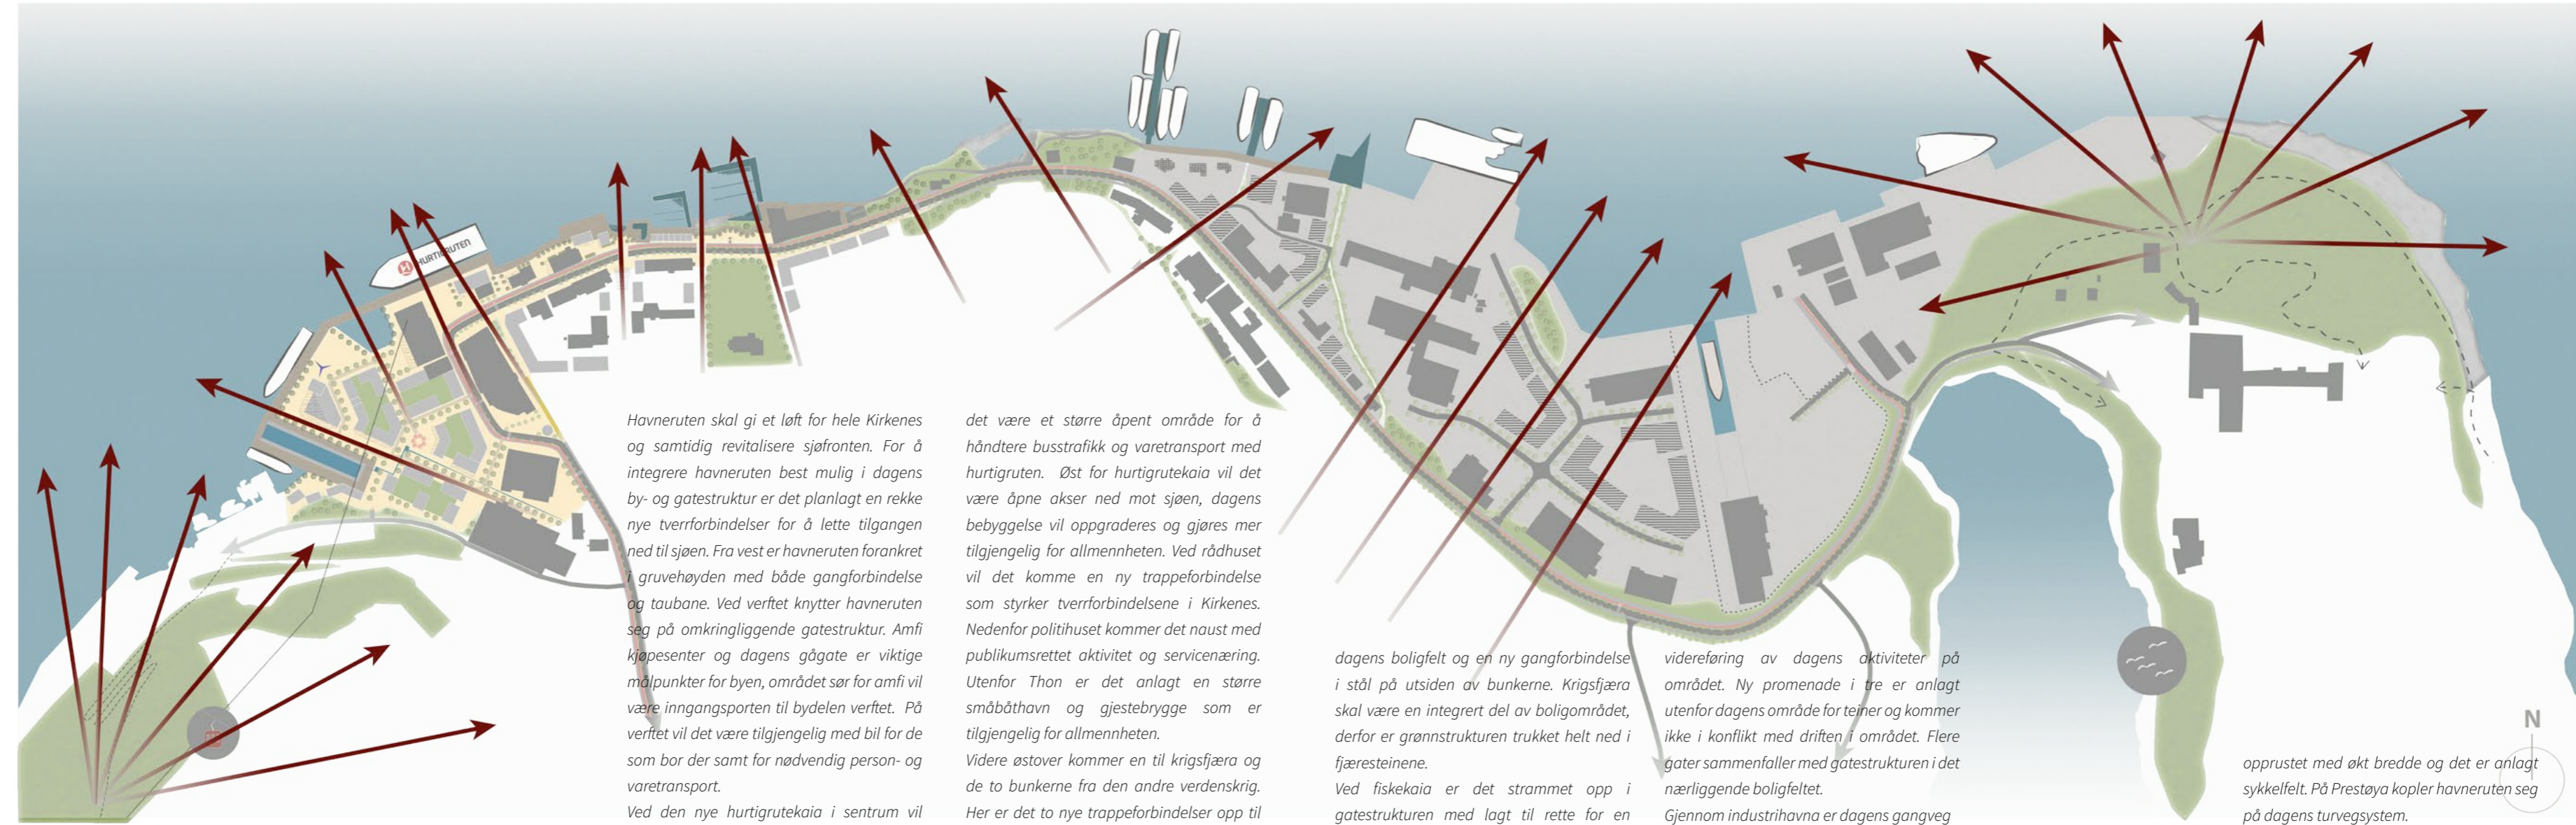 HURTIGRUTEN
Havneruten skal gi et løft for hele Kirkenes
og samtidig revitalisere sjøfronten. For å
integrere havneruten best mulig i dagens
by- og gatestruktur er det planlagt en rekke
nye tverrforbindelser for å lette tilgangen
ned til sjøen. Fra vest er havneruten forankret
i gruvehøyden med både gangforbindelse
og taubane. Ved verftet knytter havneruten
seg på omkringliggende gatestruktur. Amfi
kjøpesenter og dagens gågate er viktige
målpunkter for byen, området sør for amfi vil
være inngangsporten til bydelen verftet. På
verftet vil det være tilgjengelig med bil for de
som bor der samt for nødvendig person- og
varetransport.
Ved den nye hurtigrutekaia i sentrum vil
det være et større åpent område for å
håndtere busstrafikk og varetransport med
hurtigruten. Øst for hurtigrutekaia vil det
være åpne akser ned mot sjøen, dagens
bebyggelse vil oppgraderes og gjøres mer
tilgjengelig for allmennheten. Ved rådhuset
vil det komme en ny trappeforbindelse
som styrker tverrforbindelsene i Kirkenes.
Nedenfor politihuset kommer det naust med
publikumsrettet aktivitet og servicenæring.
Utenfor Thon er det anlagt en større
småbåthavn og gjestebrygge som er
tilgjengelig for allmennheten.
Videre østover kommer en til krigsfjæra og
de to bunkerne fra den andre verdenskrig.
Her er det to nye trappeforbindelser opp til
dagens boligfelt og en ny gangforbindelse
i stål på utsiden av bunkerne. Krigsfjæra
skal være en integrert del av boligområdet,
derfor er grønnstrukturen trukket helt ned i
fjæresteinene.
Ved fiskekaia er det strammet opp i
gatestrukturen med lagt til rette for en
videreføring av dagens aktiviteter på
området. Ny promenade i tre er anlagt
utenfor dagens område for teiner og kommer
ikke i konflikt med driften i området. Flere
gater sammenfaller med gatestrukturen i det
nærliggende boligfeltet.
Gjennom industrihavna er dagens gangveg
opprustet med økt bredde og det er anlagt
sykkelfelt. På Prestøya kopler havneruten seg
på dagens turvegsystem.
N